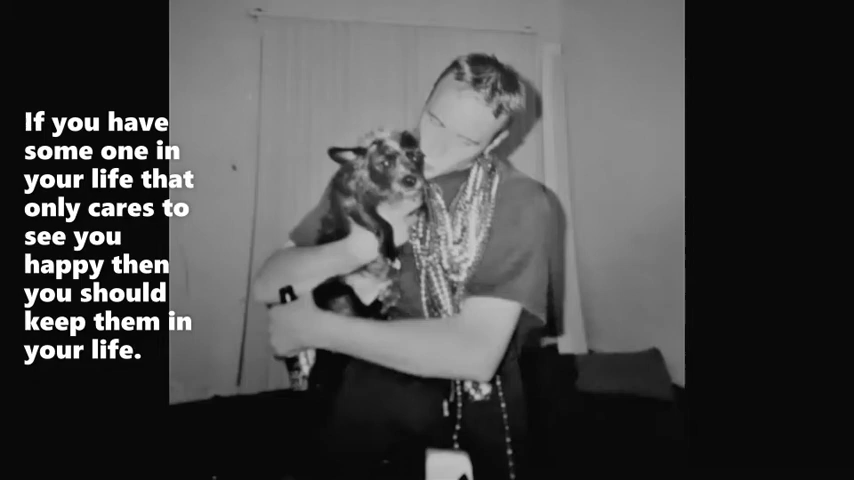 If you have
some one in
your life that
only cares to
see you
happy then
you should
keep them in
your life.